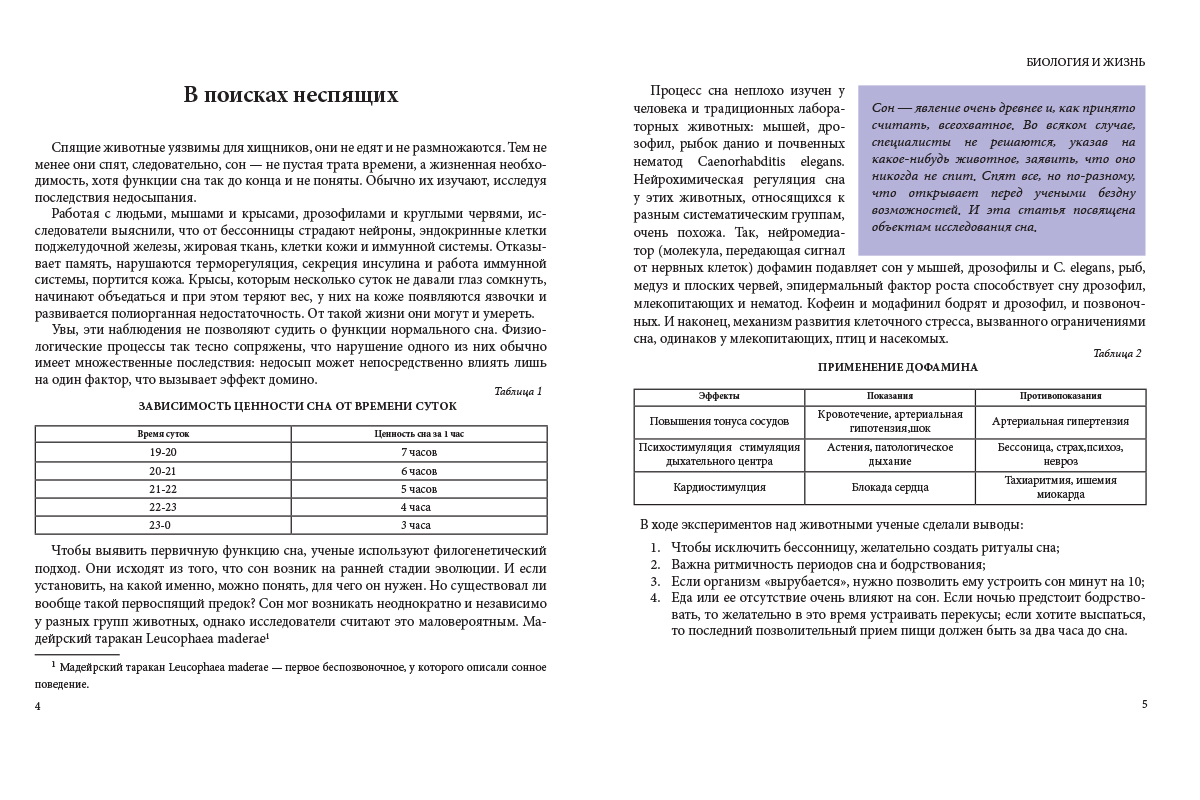 В поисках неспящих
Спящие животные уязвимы для хищников, они не едят и не размножаются. Тем не
менее они спят, следовательно, сон — не пустая трата времени, а жизненная необхо-
димость, хотя функции сна так до конца и не поняты. Обычно их изучают, исследуя
последствия недосыпания.
Работая с людьми, мышами и крысами, дрозофилами и круглыми червями, ис-
следователи выяснили, что от бессонницы страдают нейроны, эндокринные клетки
поджелудочной железы, жировая ткань, клетки кожи и иммунной системы. Отказы-
вает память, нарушаются терморегуляция, секреция инсулина и работа иммунной
системы, портится кожа. Крысы, которым несколько суток не давали глаз сомкнуть,
начинают объедаться и при этом теряют вес, у них на коже появляются язвочки и
развивается полиорганная недостаточность. От такой жизни они могут и умереть.
Увы, эти наблюдения не позволяют судить о функции нормального сна. Физио-
логические процессы так тесно сопряжены, что нарушение одного из них обычно
имеет множественные последствия: недосып может непосредственно влиять лишь
на один фактор, что вызывает эффект домино.
Таблица 1
ЗАВИСИМОСТЬ ЦЕННОСТИ СНА ОТ ВРЕМЕНИ СУТОК
Время суток Ценность сна за 1 час
19-20 7 часов
20-21 6 часов
21-22 5 часов
22-23 4 часа
23-0 3 часа
Чтобы выявить первичную функцию сна, ученые используют филогенетический
подход. Они исходят из того, что сон возник на ранней стадии эволюции. И если
установить, на какой именно, можно понять, для чего он нужен. Но существовал ли
вообще такой первоспящий предок? Сон мог возникать неоднократно и независимо
у разных групп животных, однако исследователи считают это маловероятным. Ма-
дейрский таракан Leucophaea maderae¹
¹ Мадейрский таракан Leucophaea maderae — первое беспозвоночное, у которого описали сонное
поведение.
4
БИОЛОГИЯ И ЖИЗНЬ
Процесс сна неплохо изучен у
человека и традиционных лабора-
торных животных: мышей, дро-
зофил, рыбок данио и почвенных
нематод Caenorhabditis elegans.
Нейрохимическая регуляция сна
у этих животных, относящихся к
разным систематическим группам,
очень похожа. Так, нейромедиа-
тор (молекула, передающая сигнал
от нервных клеток) дофамин подавляет сон у мышей, дрозофилы и C. elegans, рыб,
медуз и плоских червей, эпидермальный фактор роста способствует сну дрозофил,
млекопитающих и нематод. Кофеин и модафинил бодрят и дрозофил, и позвоноч-
ных. И наконец, механизм развития клеточного стресса, вызванного ограничениями
сна, одинаков у млекопитающих, птиц и насекомых.
Сон — явление очень древнее и, как принято
считать, всеохватное. Во всяком случае,
специалисты не решаются, указав на
какое-нибудь животное, заявить, что оно
никогда не спит. Спят все, но по-разному,
что открывает перед учеными бездну
возможностей. И эта статья посвящена
объектам исследования сна.
Таблица 2
ПРИМЕНЕНИЕ ДОФАМИНА
Эффекты Показания Противопоказания
Повышения тонуса сосудов Кровотечение, артериальная Артериальная гипертензия
гипотензия,шок
Психостимуляция стимуляция Астения, патологическое Бессоница, страх,психоз,
дыхательного центра дыхание невроз
Кардиостимулция Блокада сердца Тахиаритмия, ишемия
миокарда
В ходе экспериментов над животными ученые сделали выводы:
1. Чтобы исключить бессонницу, желательно создать ритуалы сна;
2. Важна ритмичность периодов сна и бодрствования;
3. Если организм «вырубается», нужно позволить ему устроить сон минут на 10;
4. Еда или ее отсутствие очень влияют на сон. Если ночью предстоит бодрство-
вать, то желательно в это время устраивать перекусы; если хотите выспаться,
то последний позволительный прием пищи должен быть за два часа до сна.
5